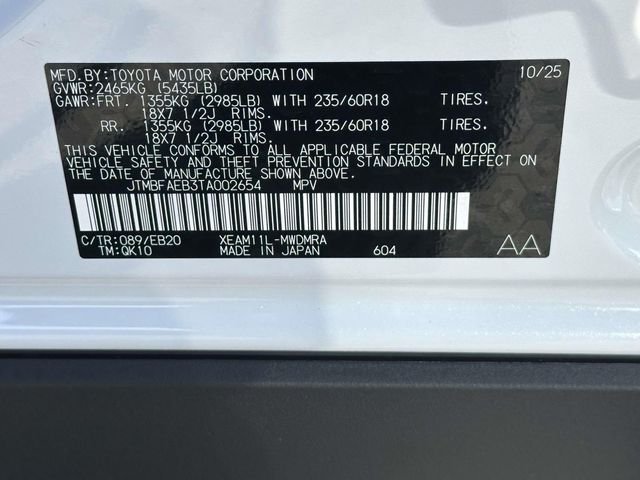 MFD.BY:TOYOTA MOTOR CORPORATION 10/25
GVWR:2465KG (5435LB)
GAWR:FRT. 1355KG (2985LB) WITH 235/60R18 TIRES.
18X7 1/2J RIMS.
RR. 1355KG (2985LB) WITH 235/60R18 TIRES.
18X7 1/2J RIMS.
THIS VEHICLE CONFORMS TO ALL APPLICABLE FEDERAL MOTOR
VEHICLE SAFETY AND THEFT PREVENTION STANDARDS IN EFFECT ON
THE DATE OF MANUFACTURE SHOWN ABOVE.
JTMBFAEB3TA002654 MPV
C/TR:089/EB20 XEAM11L-MWDMRA
TM:QK10 MADE IN JAPAN 604 AA